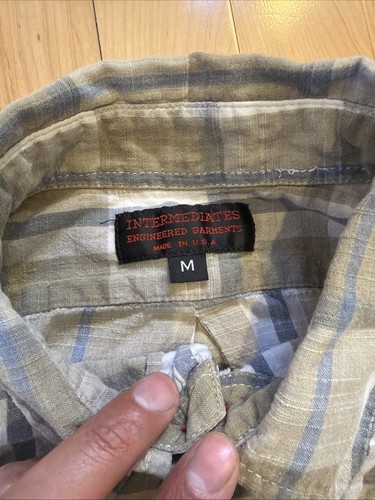 INTERMEDIATES
ENGINEERED GARMENTS
MADE IN U.S.A
M